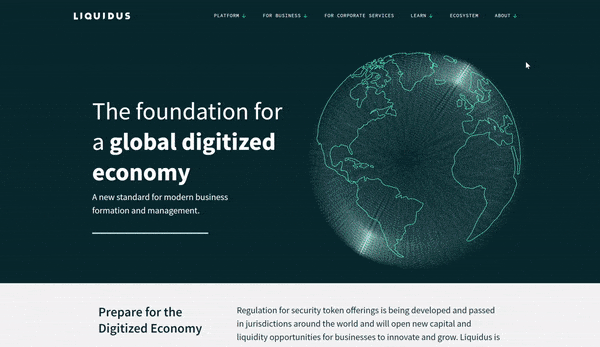 LIQUIDUS
PLATFORM
FOR BUSINESS
FOR CORPORATE SERVICES
LEARN
ECOSYSTEM
ABOUT
The foundation for
a global digitized
economy
A new standard for modern business
formation and management.
Prepare for the
Digitized Economy
Regulation for security token offerings is being developed and passed
in jurisdictions around the world and will open new capital and
liquidity opportunities for businesses to innovate and grow. Liquidus is